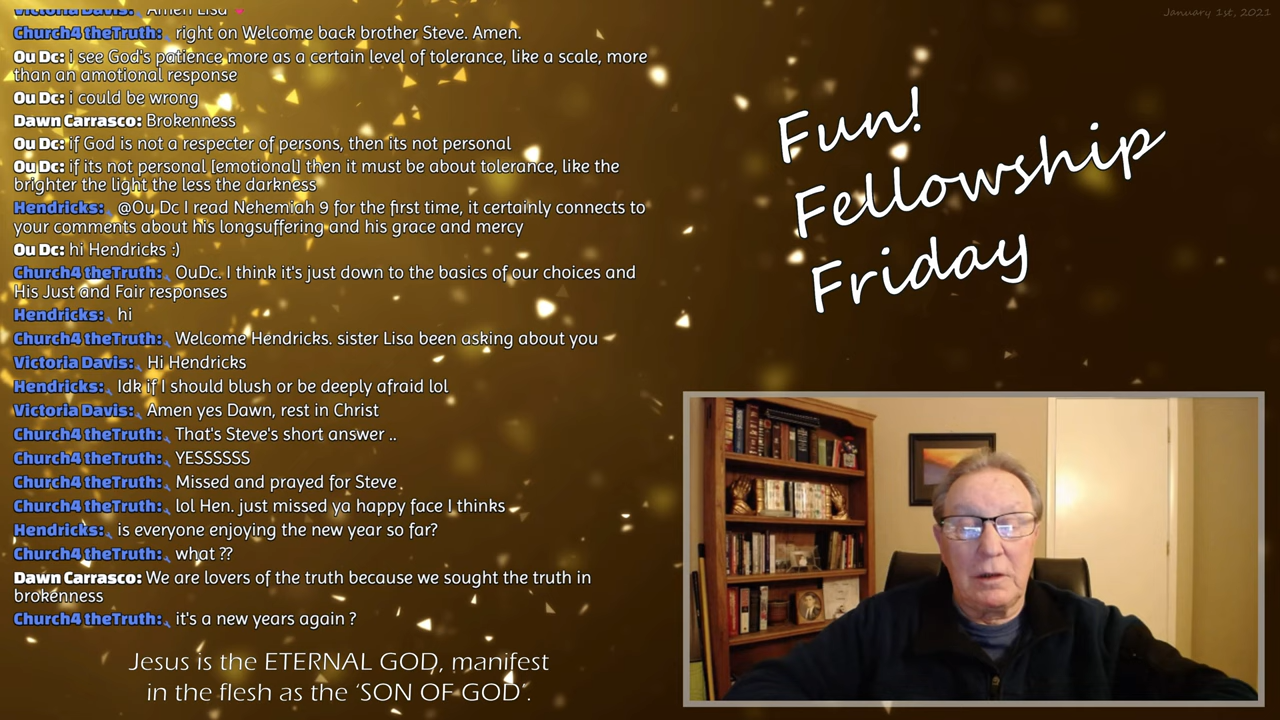 Victoria Davis: Amen Lisa
Church4 theTruth: right on Welcome back brother Steve. Amen.
Ou Dc: i see God's patience more as a certain level of tolerance, like a scale, more
than an amotional response
Ou Dc: i could be wrong
Dawn Carrasco: Brokenness
Ou Dc: if God is not a respecter of persons, then its not personal
Ou Dc: if its not personal [emotional] then it must be about tolerance, like the
brighter the light the less the darkness
Hendricks: @Ou Dc I read Nehemiah 9 for the first time, it certainly connects to
your comments about his longsuffering and his grace and mercy
Ou Dc: hi Hendricks :)
Church4 theTruth: OuDc. I think it's just down to the basics of our choices and
His Just and Fair responses
Hendricks: hi
Church4 theTruth: Welcome Hendricks. sister Lisa been asking about you
Victoria Davis: Hi Hendricks
Hendricks: Idk if I should blush or be deeply afraid lol
Victoria Davis: Amen yes Dawn, rest in Christ
Church4 theTruth: That's Steve's short answer ..
Church4 theTruth: YESSSSSS
Church4 theTruth: Missed and prayed for Steve.
Church4 theTruth: lol Hen. just missed ya happy face I thinks
Hendricks: is everyone enjoying the new year so far?
Church4 theTruth: what ??
Dawn Carrasco: We are lovers of the truth because we sought the truth in
brokenness
Church4 theTruth: it's a new years again ?
Jesus is the ETERNAL GOD, manifest
in the flesh as the ‘SON OF GOD’.
January 1st, 2021
Fun!
Fellowship
Friday